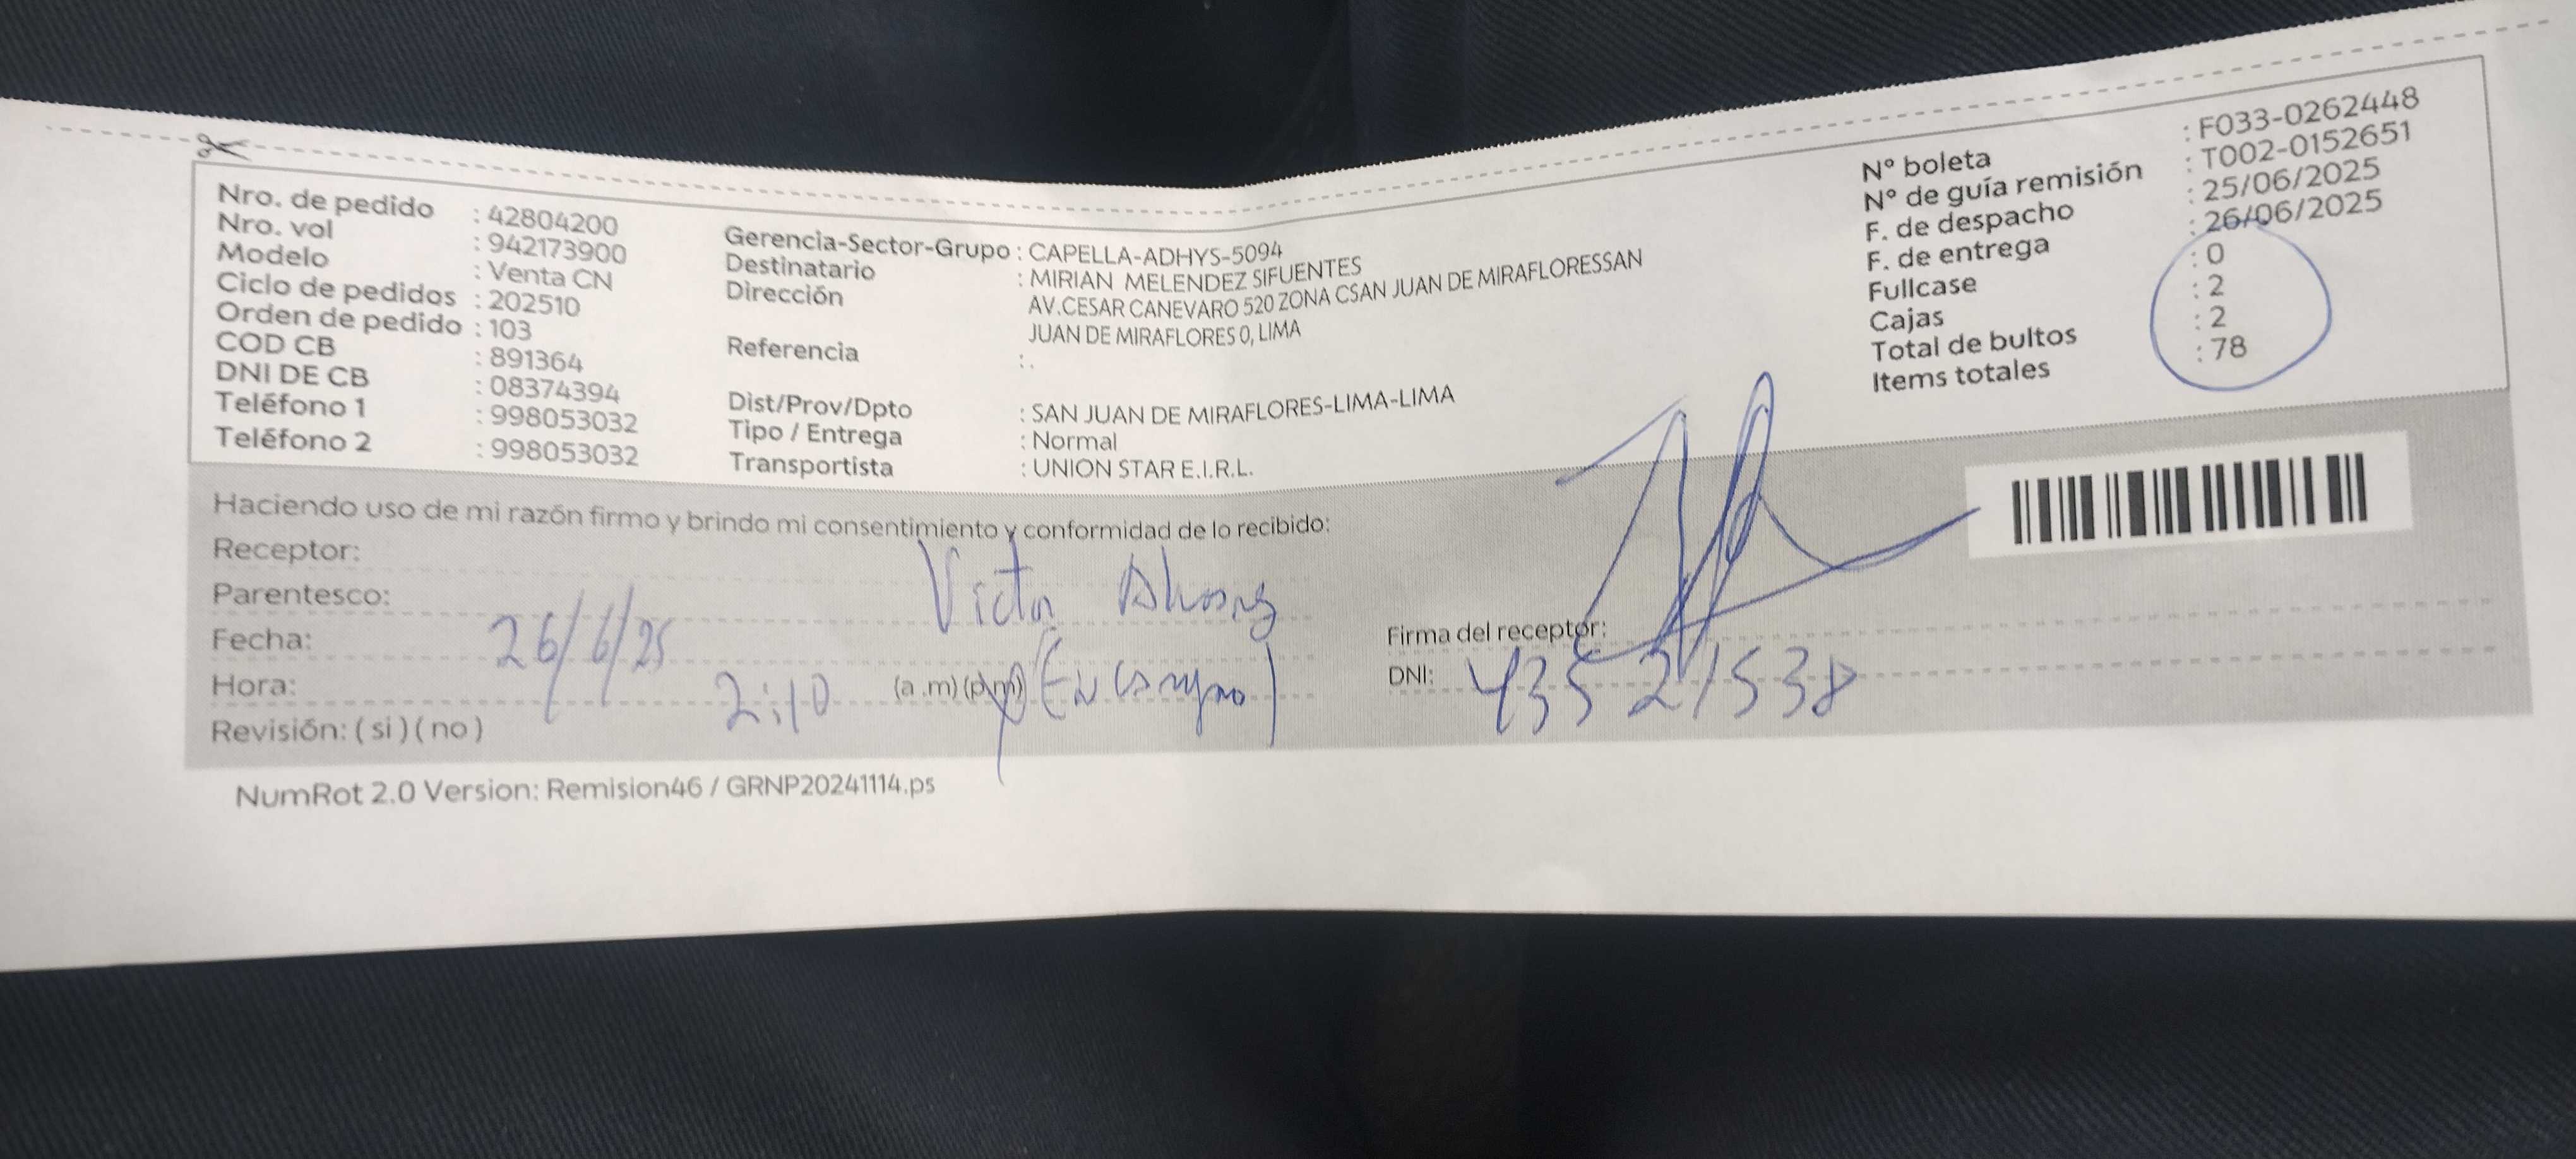 Nro. de pedido : 42804200
Nro. vol : 942173900
Modelo : Venta CN
Ciclo de pedidos : 202510
Orden de pedido : 103
COD CB : 891364
DNI DE CB : 08374394
Teléfono 1 : 998053032
Teléfono 2 : 998053032
Gerencia-Sector-Grupo : CAPELLA-ADHYS-5094
Destinatario : MIRIAN MELENDEZ SIFUENTES
Dirección AV.CESAR CANEVARO 520 ZONA CSAN JUAN DE MIRAFLORESSAN
JUAN DE MIRAFLORES 0, LIMA
Referencia : .
Dist/Prov/Dpto : SAN JUAN DE MIRAFLORES-LIMA-LIMA
Tipo / Entrega : Normal
Transportista : UNION STAR E.I.R.L.
N° boleta : F033-0262448
N° de guía remisión : T002-0152651
F. de despacho : 25/06/2025
F. de entrega : 26/06/2025
Fullcase : 0
Cajas : 2
Total de bultos : 2
Items totales : 78
Haciendo uso de mi razón firmo y brindo mi consentimiento y conformidad de lo recibido:
Receptor:
Parentesco: Victor
Fecha: 26/6/25
Hora: 2:10 (a .m) (p.m)
Revisión: ( si ) ( no )
Firma del receptor:
DNI: 43521538
NumRot 2.0 Version: Remision46 / GRNP20241114.ps